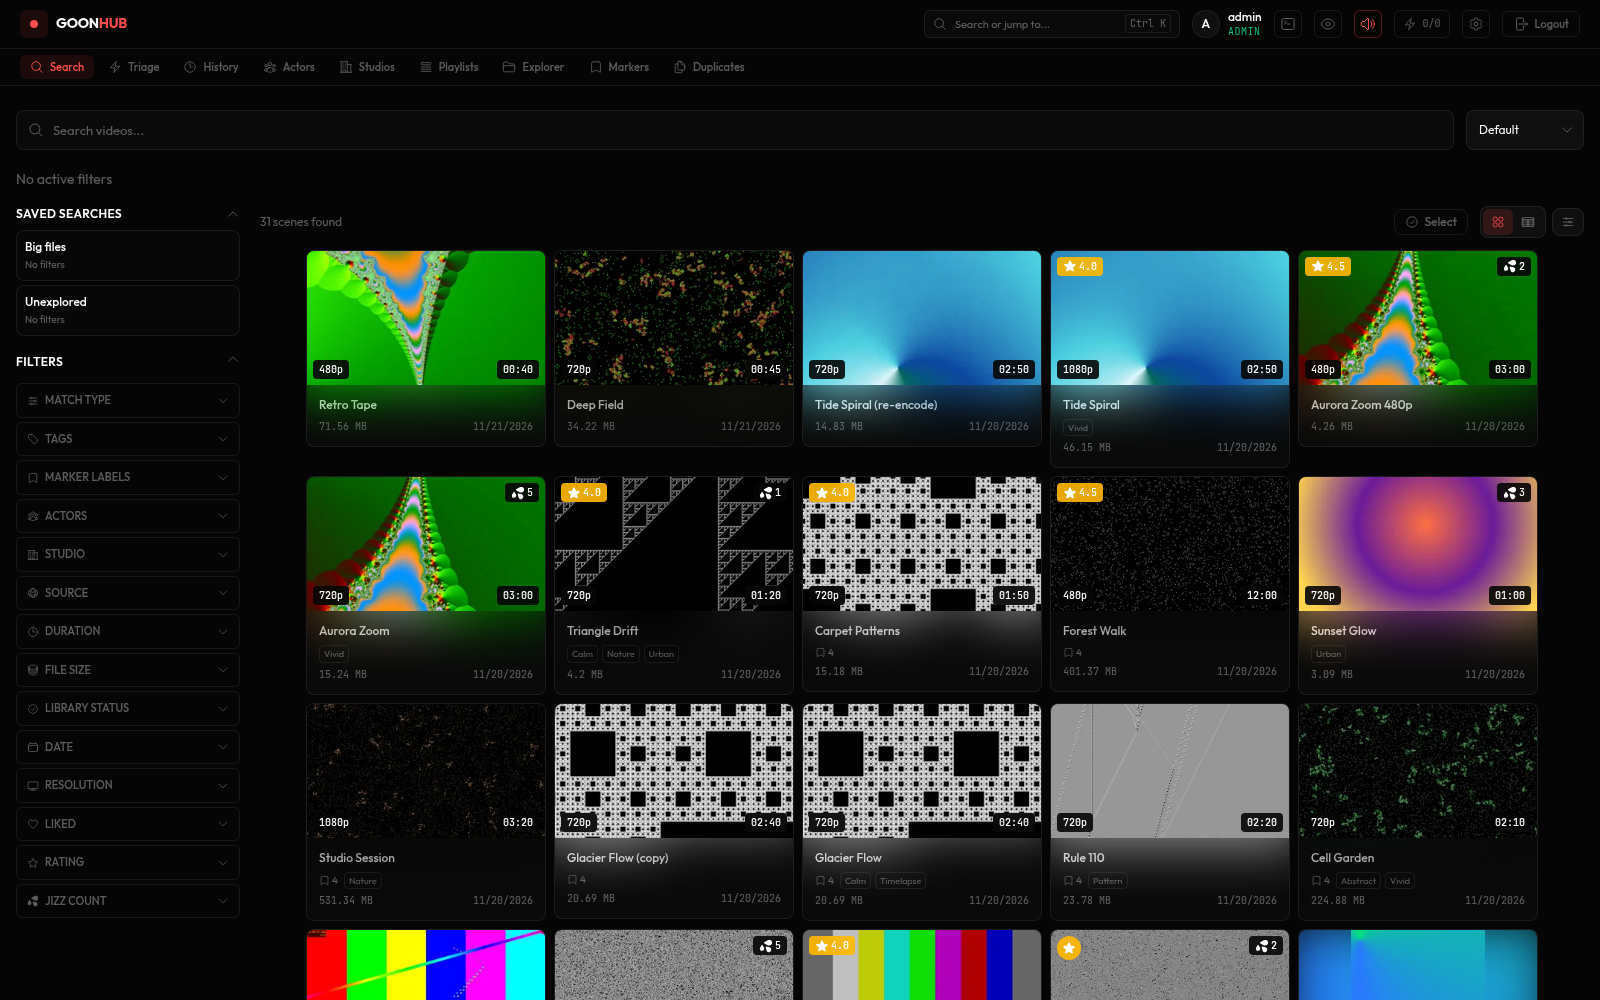 GOONHUB
Search or jump to...
Ctrl K
A
admin
ADMIN
0/0
Logout
Search
Triage
History
Actors
Studios
Playlists
Explorer
Markers
Duplicates
Search videos...
Default
No active filters
SAVED SEARCHES
Big files
No filters
Unexplored
No filters
FILTERS
MATCH TYPE
TAGS
MARKER LABELS
ACTORS
STUDIO
SOURCE
DURATION
FILE SIZE
LIBRARY STATUS
DATE
RESOLUTION
LIKED
RATING
JIZZ COUNT
31 scenes found
Select
480p
00:40
Retro Tape
71.56 MB
11/21/2026
720p
00:45
Deep Field
34.22 MB
11/21/2026
720p
02:50
Tide Spiral (re-encode)
14.83 MB
11/20/2026
4.0
1080p
02:50
Tide Spiral
Vivid
46.15 MB
11/20/2026
4.5
2
480p
03:00
Aurora Zoom 480p
4.26 MB
11/20/2026
5
720p
03:00
Aurora Zoom
Vivid
15.24 MB
11/20/2026
4.0
1
720p
01:20
Triangle Drift
Calm
Nature
Urban
4.2 MB
11/20/2026
4.0
720p
01:50
Carpet Patterns
4
15.18 MB
11/20/2026
4.5
480p
12:00
Forest Walk
4
401.37 MB
11/20/2026
3
720p
01:00
Sunset Glow
Urban
3.09 MB
11/20/2026
1080p
03:20
Studio Session
4
Nature
531.34 MB
11/20/2026
720p
02:40
Glacier Flow (copy)
4
20.69 MB
11/20/2026
720p
02:40
Glacier Flow
4
Calm
Timelapse
20.69 MB
11/20/2026
720p
02:20
Rule 110
4
Pattern
23.78 MB
11/20/2026
720p
02:10
Cell Garden
4
Abstract
Vivid
224.88 MB
11/20/2026
5
4.0
2